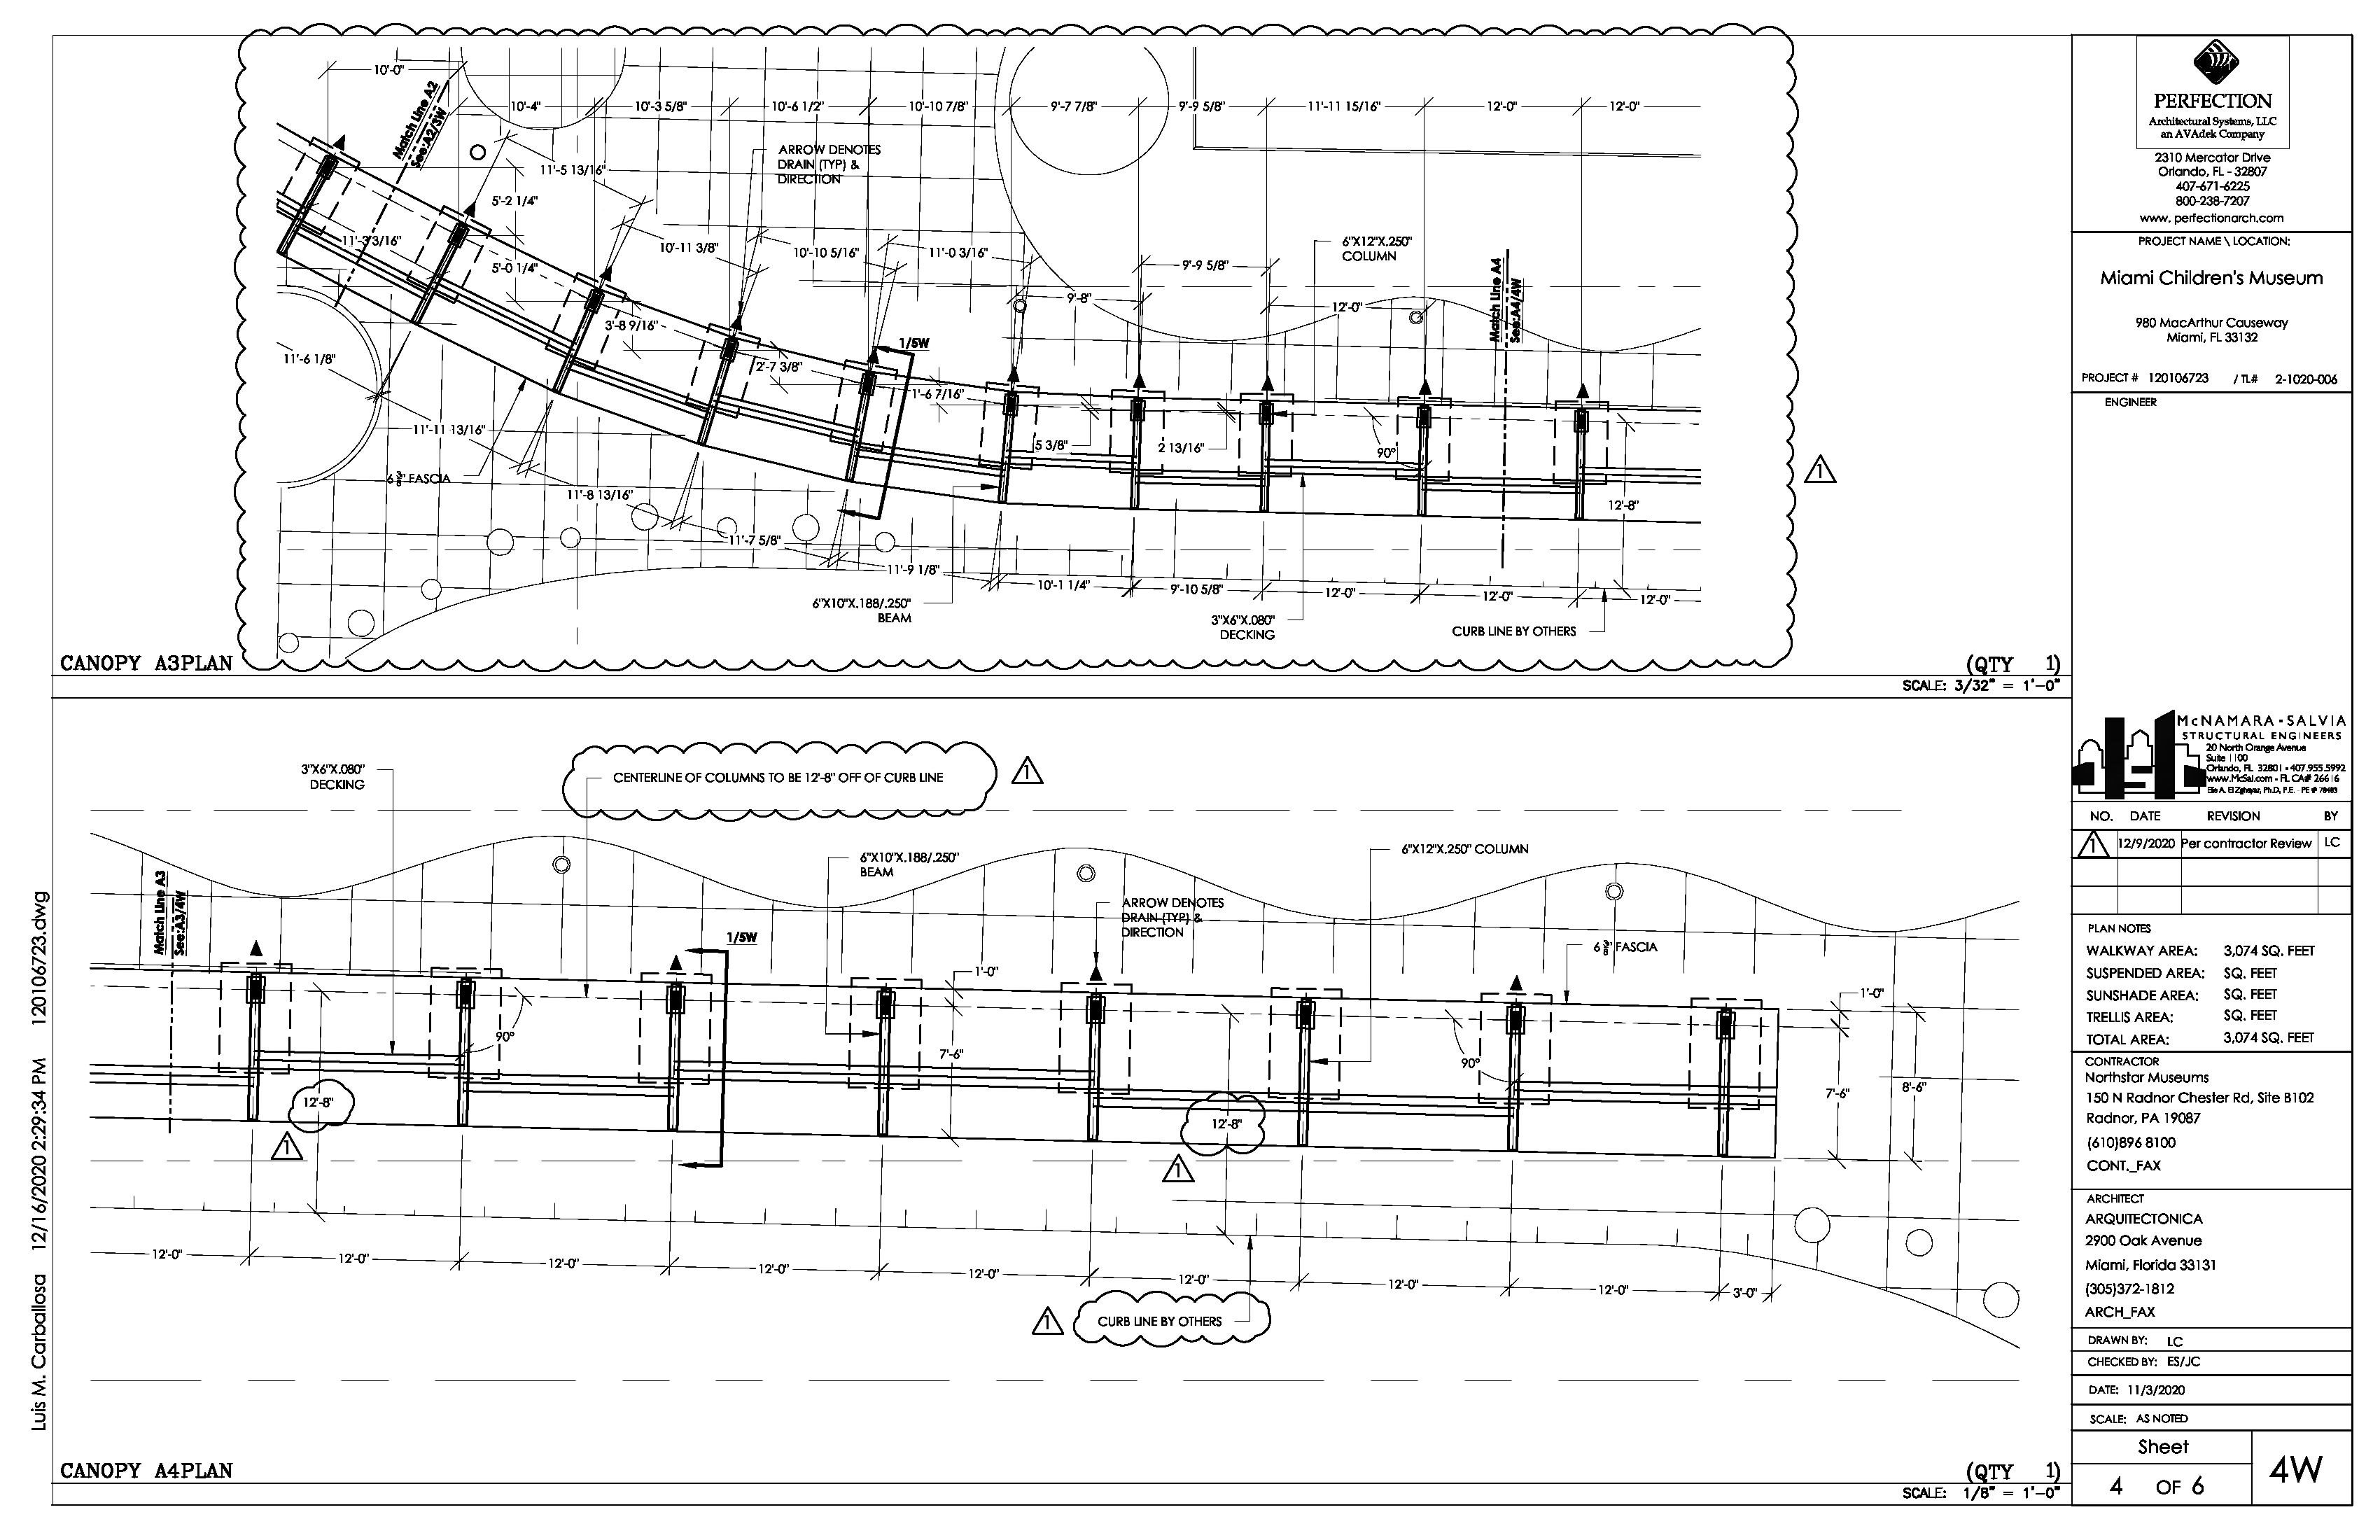 10'-0"
Match Line A2
See:A2/3W
10'-4"
10'-3 5/8"
10'-6 1/2"
10'-10 7/8"
9'-7 7/8"
9'-9 5/8"
11'-11 15/16"
12'-0"
12'-0"
ARROW DENOTES
DRAIN (TYP) &
DIRECTION
11'-5 13/16"
5'-2 1/4"
11'-3 3/16"
5'-0 1/4"
10'-11 3/8"
10'-10 5/16"
11'-0 3/16"
9'-9 5/8"
6"X12"X.250"
COLUMN
9'-8"
12'-0"
Match Line A4
See:A4/4W
3'-8 9/16"
11'-6 1/8"
2'-7 3/8"
1/5W
1'-6 7/16"
11'-11 13/16"
5 3/8"
2 13/16"
90°
1
6 3/8" FASCIA
11'-8 13/16"
12'-8"
11'-7 5/8"
11'-9 1/8"
10'-1 1/4"
9'-10 5/8"
12'-0"
12'-0"
12'-0"
6"X10"X.188/.250"
BEAM
3"X6"X.080"
DECKING
CURB LINE BY OTHERS
CANOPY A3PLAN
(QTY 1)
SCALE: 3/32" = 1'-0"
3"X6"X.080"
DECKING
CENTERLINE OF COLUMNS TO BE 12'-8" OFF OF CURB LINE
1
6"X10"X.188/.250"
BEAM
6"X12"X.250" COLUMN
Match Line A3
See:A3/4W
ARROW DENOTES
DRAIN (TYP) &
DIRECTION
1/5W
6 3/8" FASCIA
1'-0"
1'-0"
90°
7'-6"
90°
7'-6"
8'-6"
12'-8"
12'-8"
1
1
12'-0"
12'-0"
12'-0"
12'-0"
12'-0"
12'-0"
12'-0"
12'-0"
3'-0"
1
CURB LINE BY OTHERS
CANOPY A4PLAN
(QTY 1)
SCALE: 1/8" = 1'-0"
Luis M. Carballosa 12/16/2020 2:29:34 PM 120106723.dwg
PERFECTION
Architectural Systems, LLC
an AVAdek Company
2310 Mercator Drive
Orlando, FL - 32807
407-671-6225
800-238-7207
www. perfectionarch.com
PROJECT NAME \ LOCATION:
Miami Children's Museum
980 MacArthur Causeway
Miami, FL 33132
PROJECT # 120106723 / TL# 2-1020-006
ENGINEER
McNAMARA • SALVIA
STRUCTURAL ENGINEERS
20 North Orange Avenue
Suite 1100
Orlando, FL 32801 • 407.955.5992
www.McSal.com • FL CA# 26616
NO. DATE REVISION BY
1 12/9/2020 Per contractor Review LC
PLAN NOTES
WALKWAY AREA: 3,074 SQ. FEET
SUSPENDED AREA: SQ. FEET
SUNSHADE AREA: SQ. FEET
TRELLIS AREA: SQ. FEET
TOTAL AREA: 3,074 SQ. FEET
CONTRACTOR
Northstar Museums
150 N Radnor Chester Rd, Site B102
Radnor, PA 19087
(610)896 8100
CONT._FAX
ARCHITECT
ARQUITECTONICA
2900 Oak Avenue
Miami, Florida 33131
(305)372-1812
ARCH_FAX
DRAWN BY: LC
CHECKED BY: ES/JC
DATE: 11/3/2020
SCALE: AS NOTED
Sheet
4 OF 6
4W